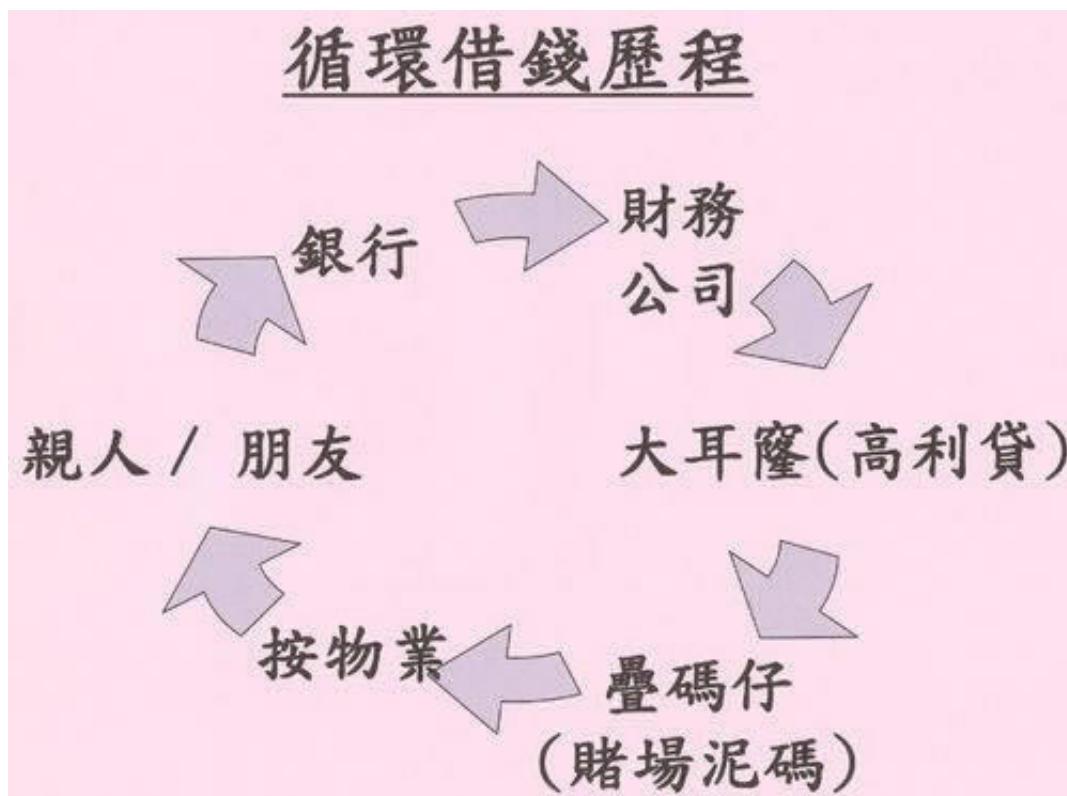 循環借錢歷程
銀行
財務
公司
大耳窿(高利貸)
疊碼仔
(賭場泥碼)
按物業
親人 / 朋友